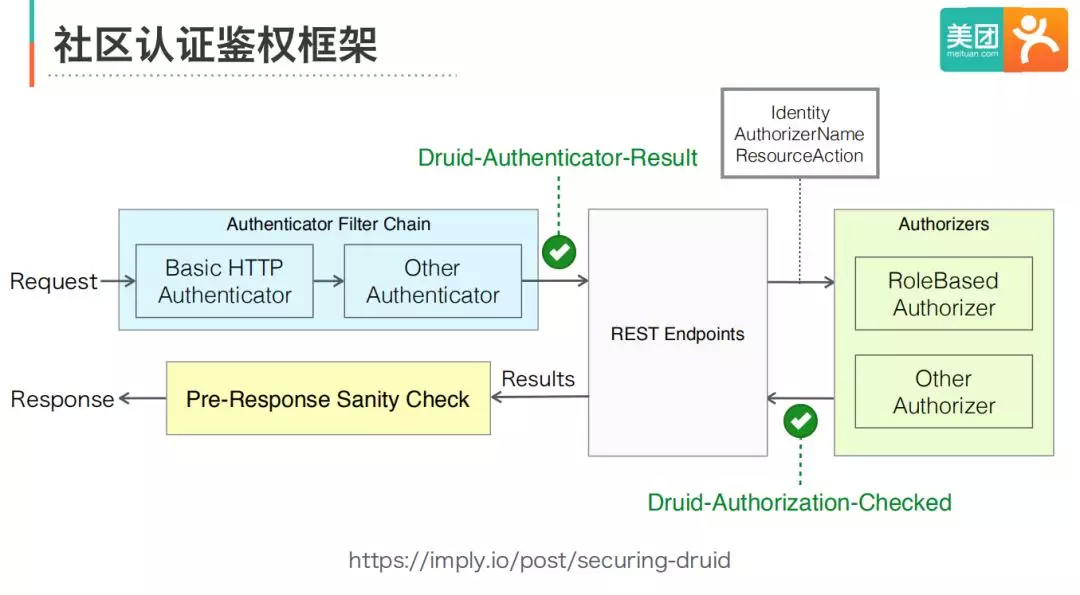 社区认证鉴权框架
美团
meituan.com
Identity
AuthorizerName
ResourceAction
Druid-Authenticator-Result
Authenticator Filter Chain
Authorizers
Request
Basic HTTP
Authenticator
Other
Authenticator
REST Endpoints
RoleBased
Authorizer
Other
Authorizer
Results
Response
Pre-Response Sanity Check
Druid-Authorization-Checked
https://imply.io/post/securing-druid